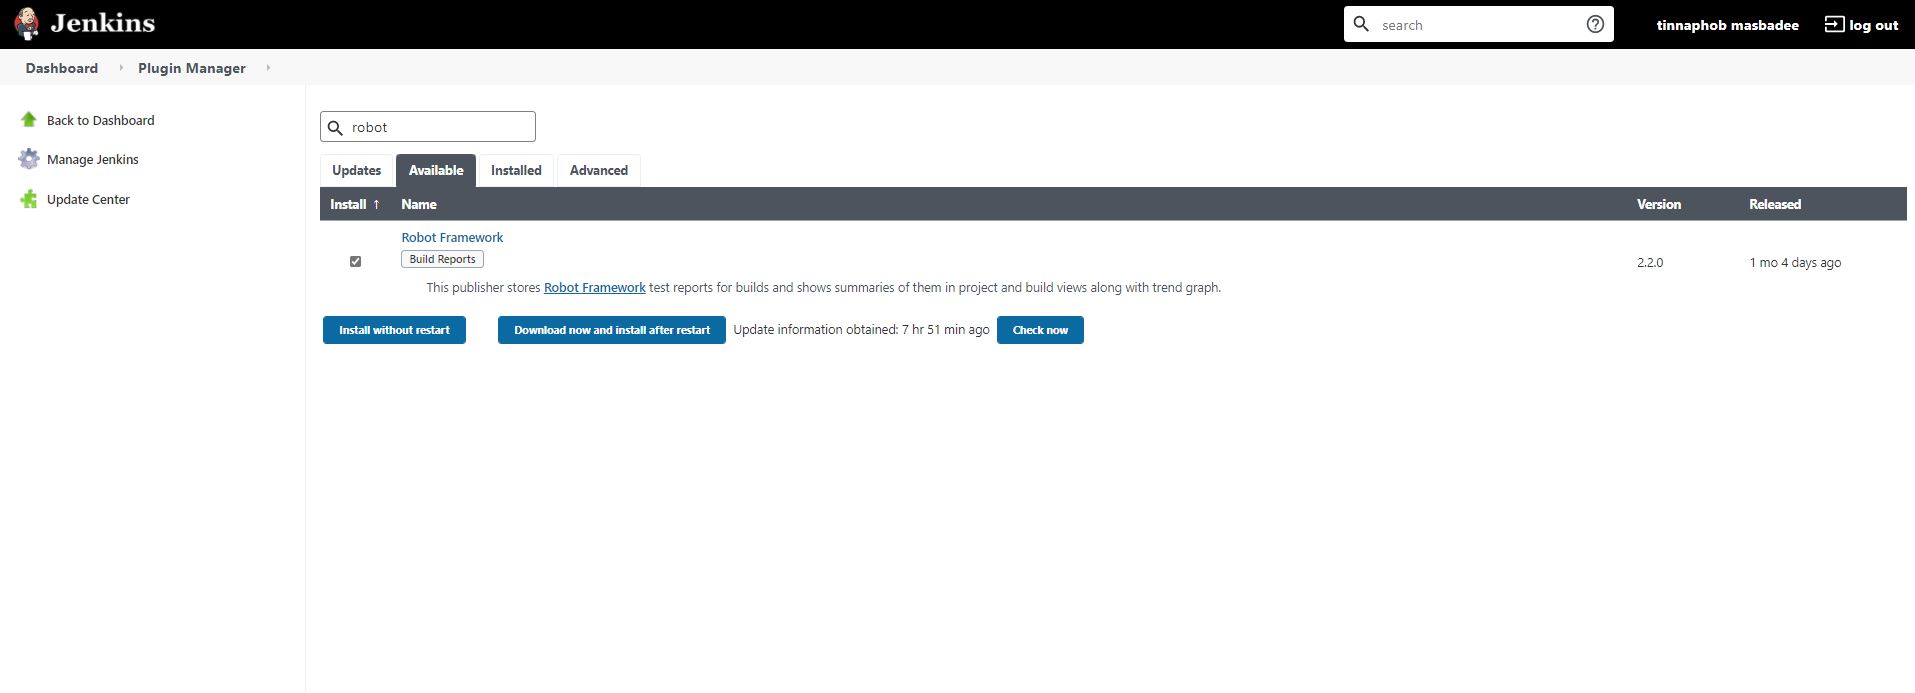 Jenkins
search
tinnaphob masbadee
log out
Dashboard
Plugin Manager
Back to Dashboard
Manage Jenkins
Update Center
robot
Updates
Available
Installed
Advanced
Install ↑ Name Version Released
Robot Framework
Build Reports
2.2.0
1 mo 4 days ago
This publisher stores Robot Framework test reports for builds and shows summaries of them in project and build views along with trend graph.
Install without restart
Download now and install after restart
Update information obtained: 7 hr 51 min ago
Check now